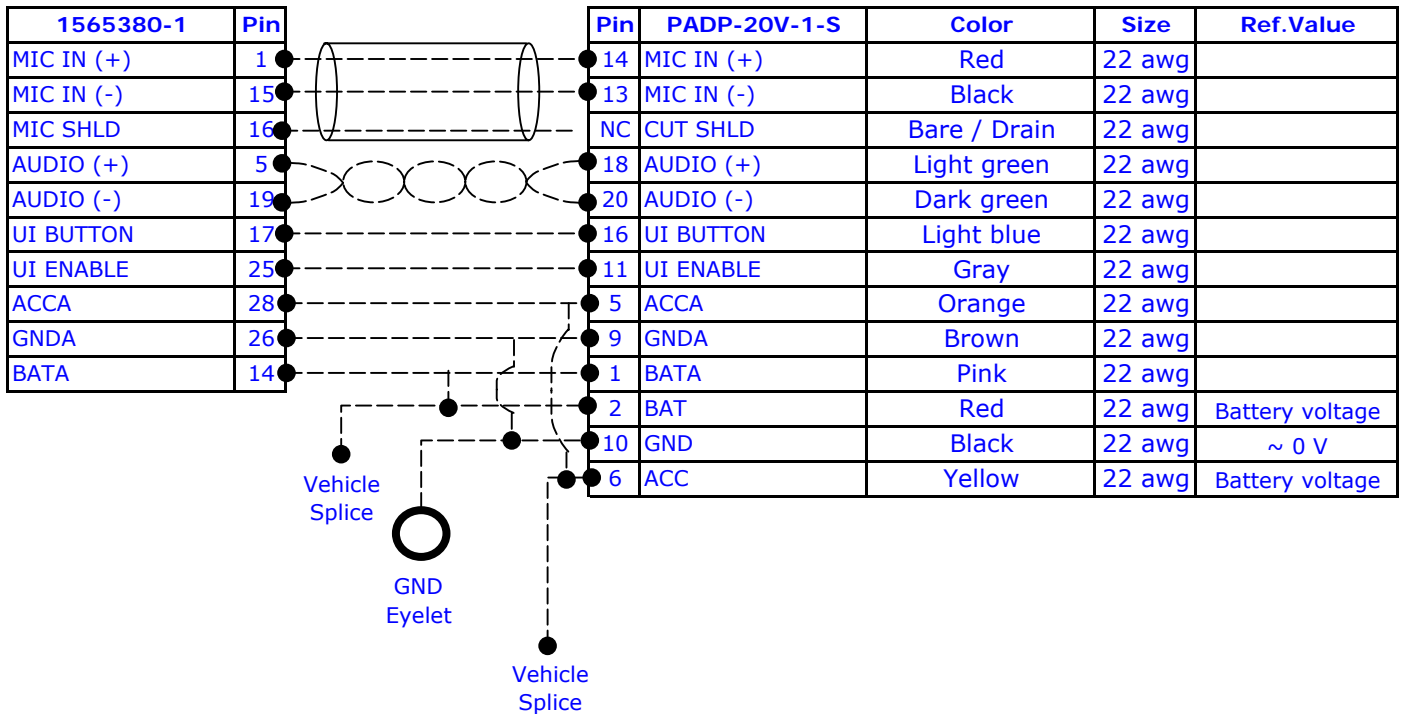 1565380-1 Pin Pin PADP-20V-1-S Color Size Ref.Value
MIC IN (+) 1 14 MIC IN (+) Red 22 awg
MIC IN (-) 15 13 MIC IN (-) Black 22 awg
MIC SHLD 16 NC CUT SHLD Bare / Drain 22 awg
AUDIO (+) 5 18 AUDIO (+) Light green 22 awg
AUDIO (-) 19 20 AUDIO (-) Dark green 22 awg
UI BUTTON 17 16 UI BUTTON Light blue 22 awg
UI ENABLE 25 11 UI ENABLE Gray 22 awg
ACCA 28 5 ACCA Orange 22 awg
GNDA 26 9 GNDA Brown 22 awg
BATA 14 1 BATA Pink 22 awg
2 BAT Red 22 awg Battery voltage
10 GND Black 22 awg ~ 0 V
6 ACC Yellow 22 awg Battery voltage
Vehicle
Splice
GND
Eyelet
Vehicle
Splice